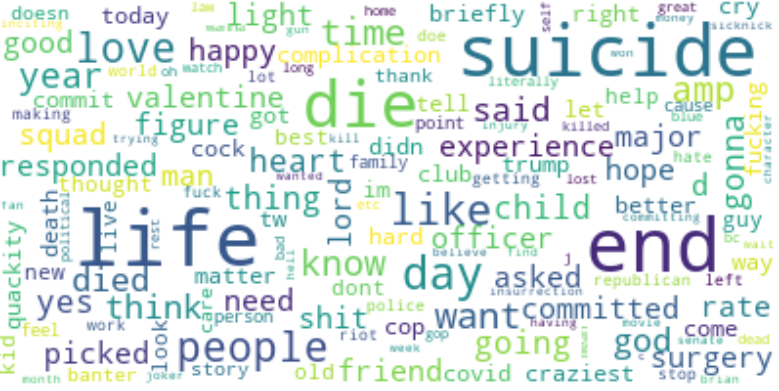 doesn today light briefly right home self great cry
law inciting money sicknick
good love happy time complication doe suicide
gun won
year world oh watch lot long thank literally amp
commit valentine die tell said let help cause fucking
making figure got point injury killed blue character
squad trying best kill didn experience major gonna
cock heart family club trump hate
responded man wanted getting lost hope d
thought fuck thing im like child better
death political live life rest tw lord etc hard officer end committing guy
fan bad believe find bc wait
quackity new died matter hell know day asked j republican left way
insurrection
yes think care need dont want committed rate
feel work look person shit police cop gop having movie senate dead
riot going god come
kid picked people story old friend week covid craziest c stop surgery
month banter joker brian